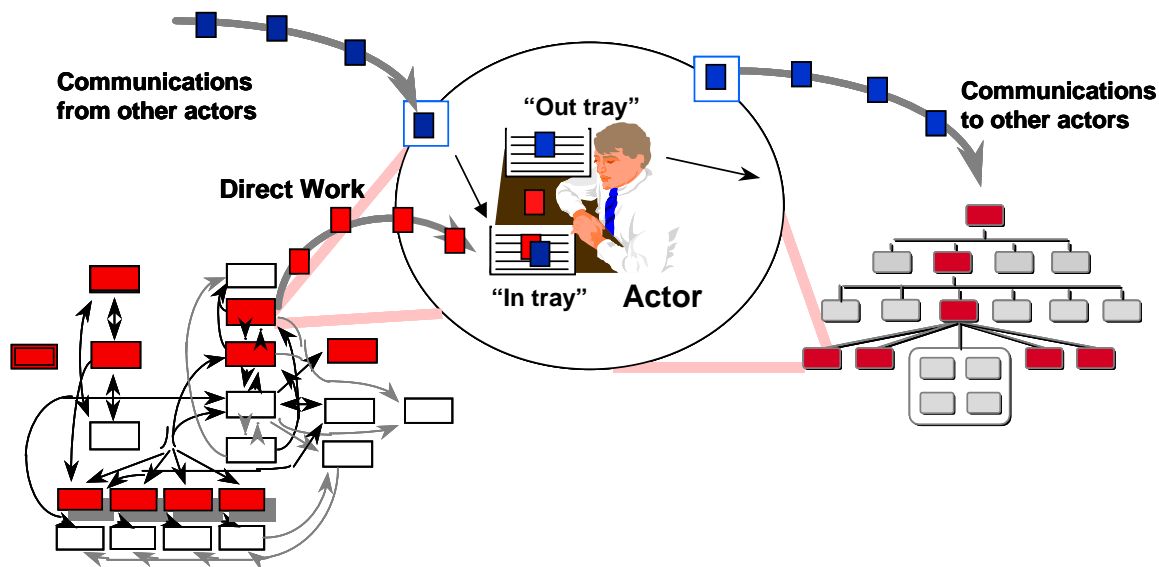 Communications
from other actors
“Out tray”
Communications
to other actors
Direct Work
“In tray”
Actor